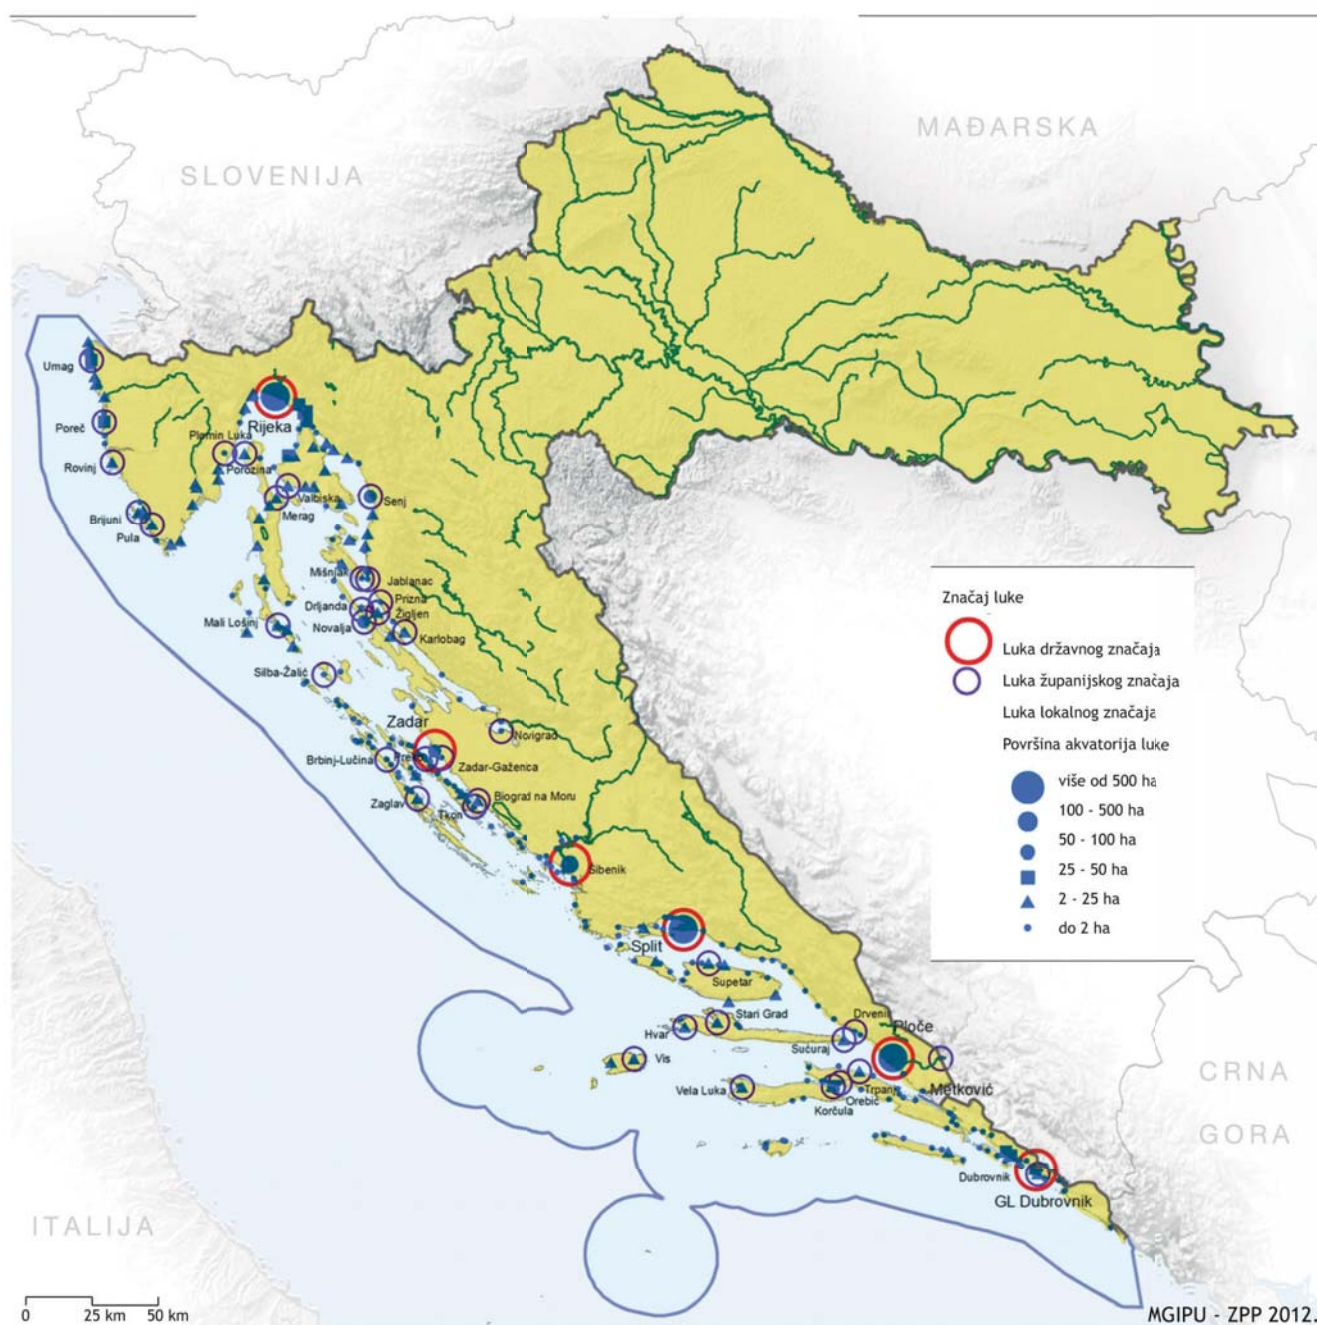 MAĐARSKA
SLOVENIJA
Umag
Poreč
Rijeka
Plomin Luka
Rovinj
Porozina
Valbiska
Senj
Merag
Brijuni
Pula
Mišnjak
Jablanac
Prizna
Drljanda
Žigljen
Mali Lošinj
Novalja
Karlobag
Silba-Žalić
Zadar
Novigrad
Brbinj-Lučina
Preko
Zadar-Gaženica
Zaglav
Biograd na Moru
Tkon
Šibenik
Split
Supetar
Stari Grad
Hvar
Drvenik
Ploče
Sućuraj
Vis
Vela Luka
Trpanj
Metković
Orebić
Korčula
Dubrovnik
GL Dubrovnik
Značaj luke
Luka državnog značaja
Luka županijskog značaja
Luka lokalnog značaja
Površina akvatorija luke
više od 500 ha
100 - 500 ha
50 - 100 ha
25 - 50 ha
2 - 25 ha
do 2 ha
CRNA
GORA
ITALIJA
0 25 km 50 km
MGIPU - ZPP 2012.